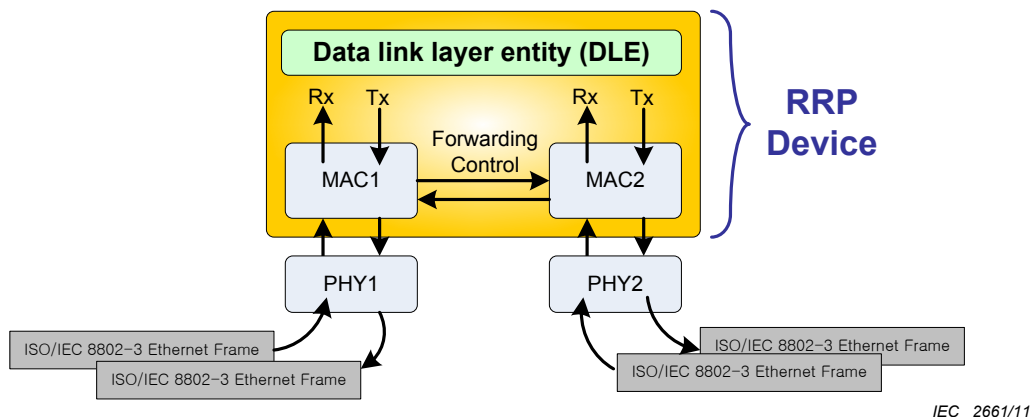 Data link layer entity (DLE)
Rx
Tx
Rx
Tx
RRP
Device
Forwarding
Control
MAC1
MAC2
PHY1
PHY2
ISO/IEC 8802-3 Ethernet Frame
ISO/IEC 8802-3 Ethernet Frame
ISO/IEC 8802-3 Ethernet Frame
ISO/IEC 8802-3 Ethernet Frame
IEC 2661/11